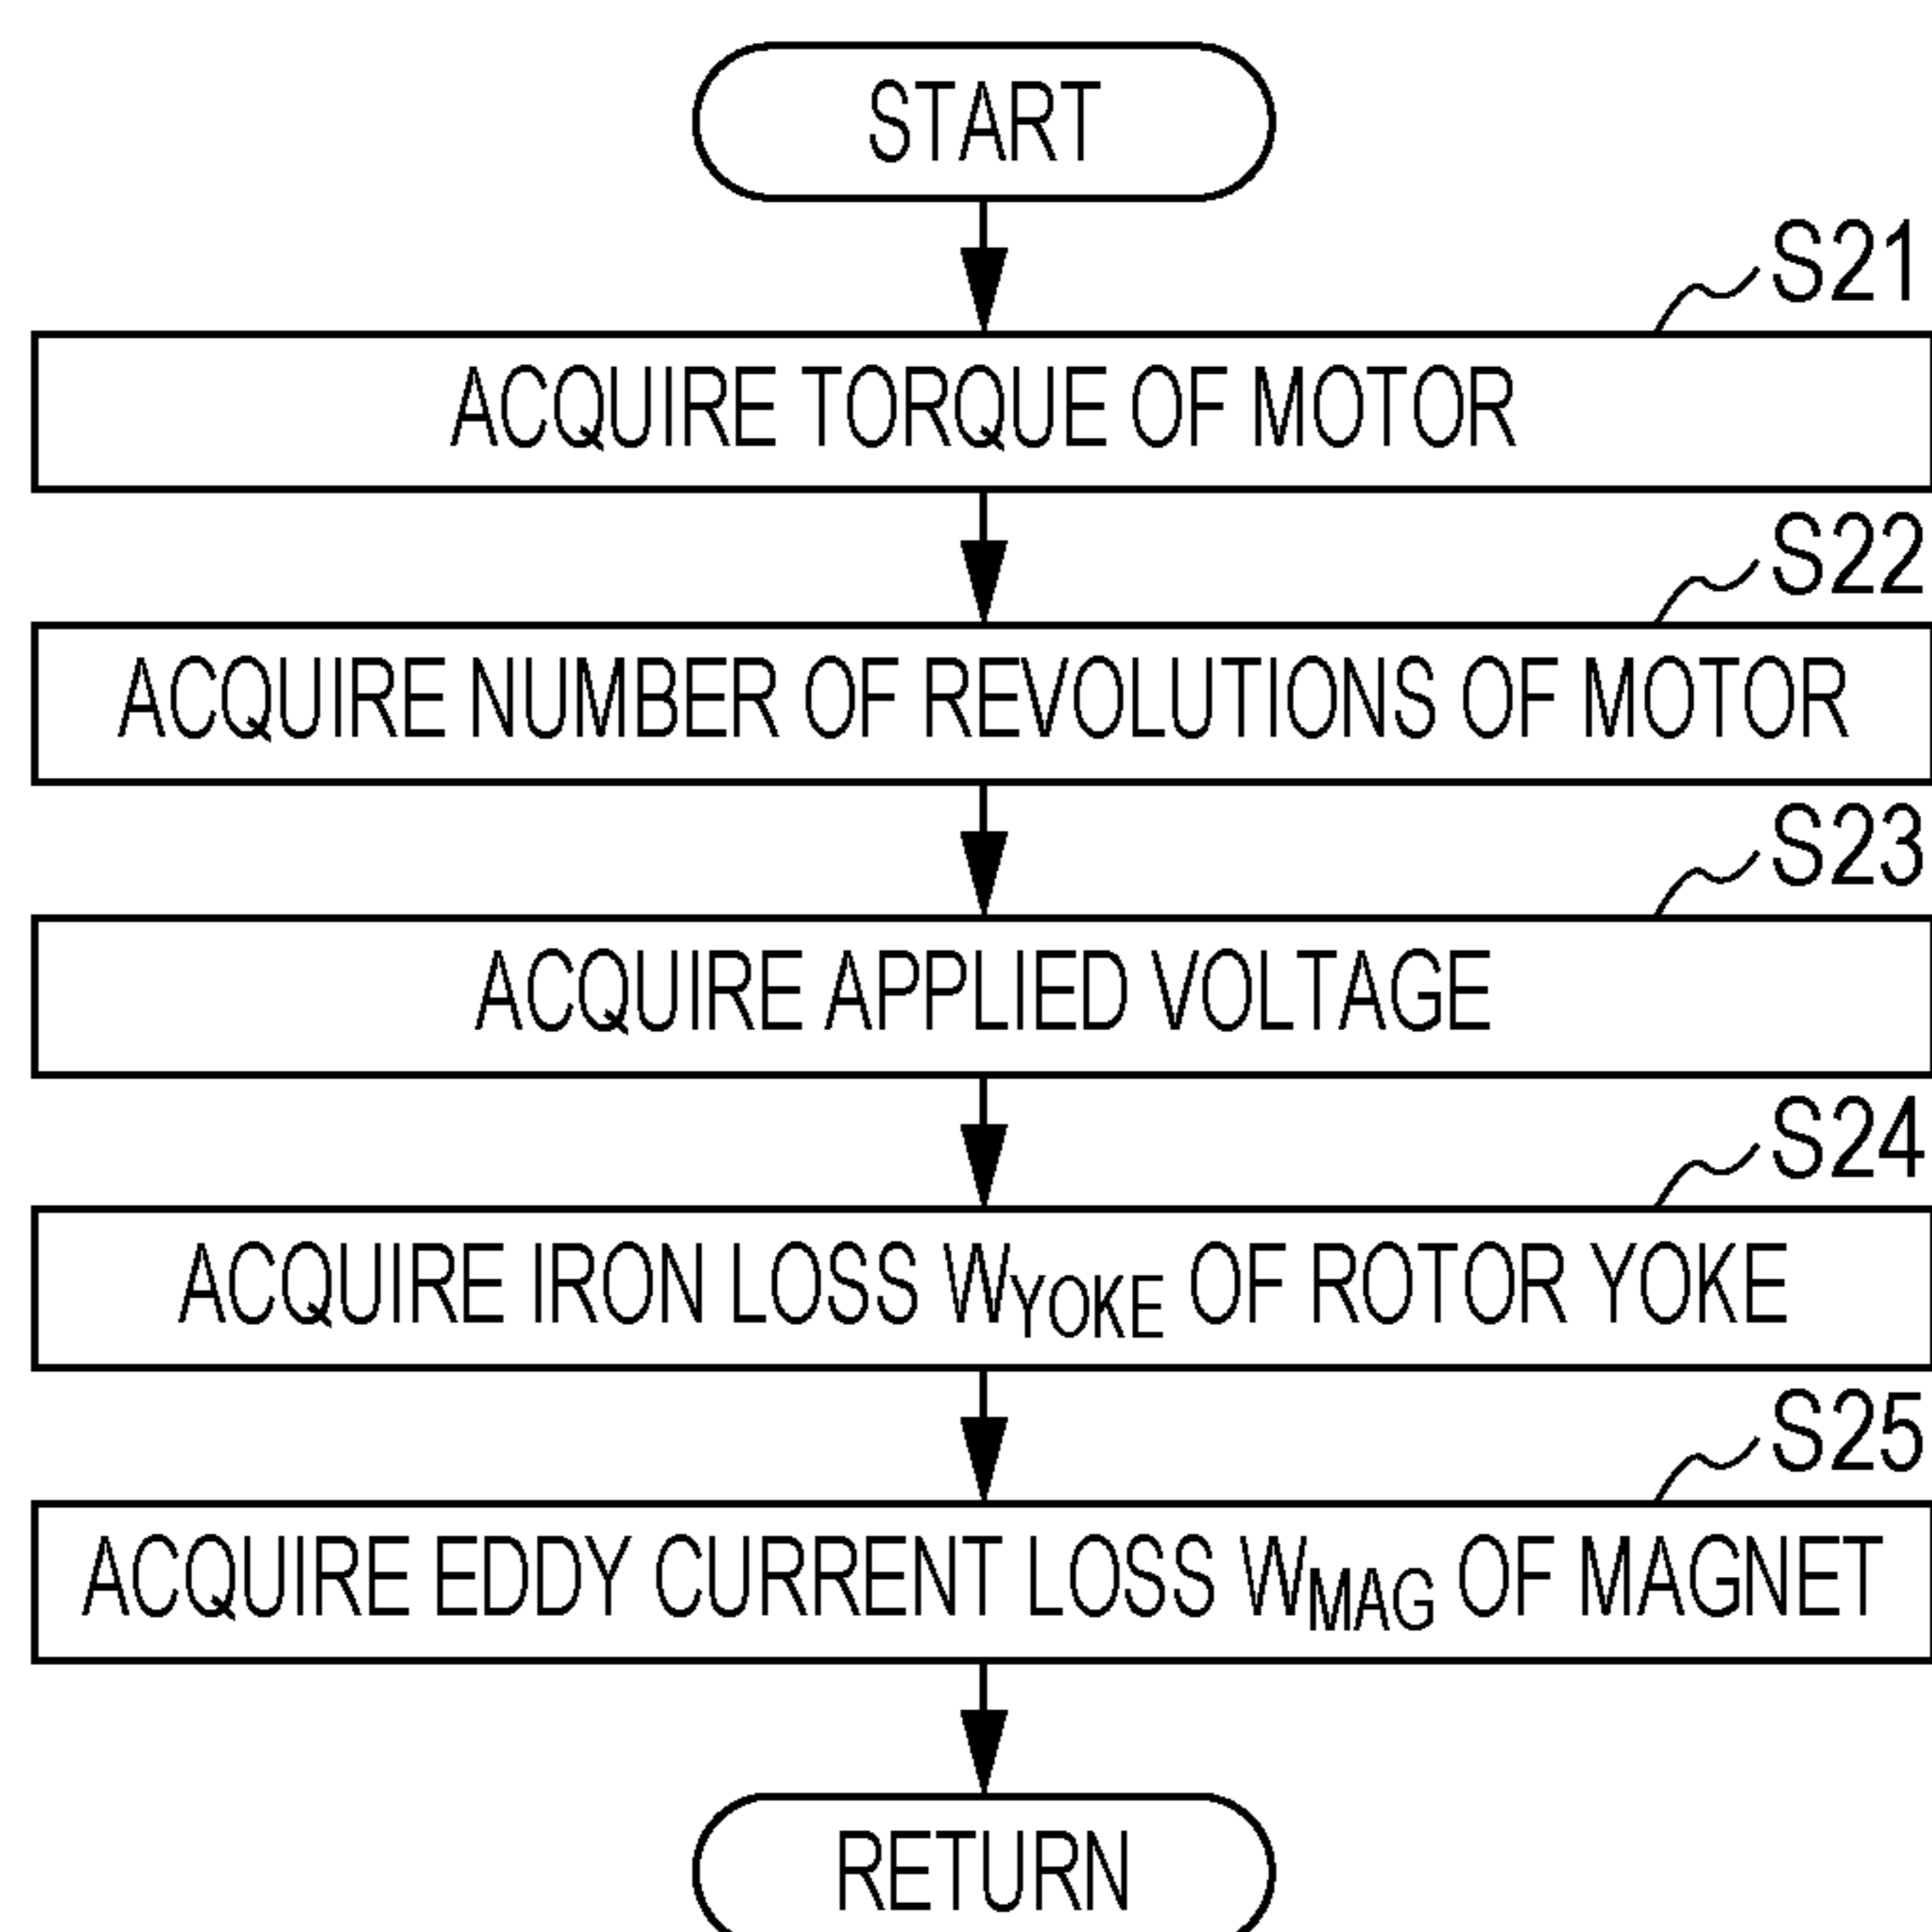 START
S21
ACQUIRE TORQUE OF MOTOR
S22
ACQUIRE NUMBER OF REVOLUTIONS OF MOTOR
S23
ACQUIRE APPLIED VOLTAGE
S24
ACQUIRE IRON LOSS WYOKE OF ROTOR YOKE
S25
ACQUIRE EDDY CURRENT LOSS WMAG OF MAGNET
RETURN